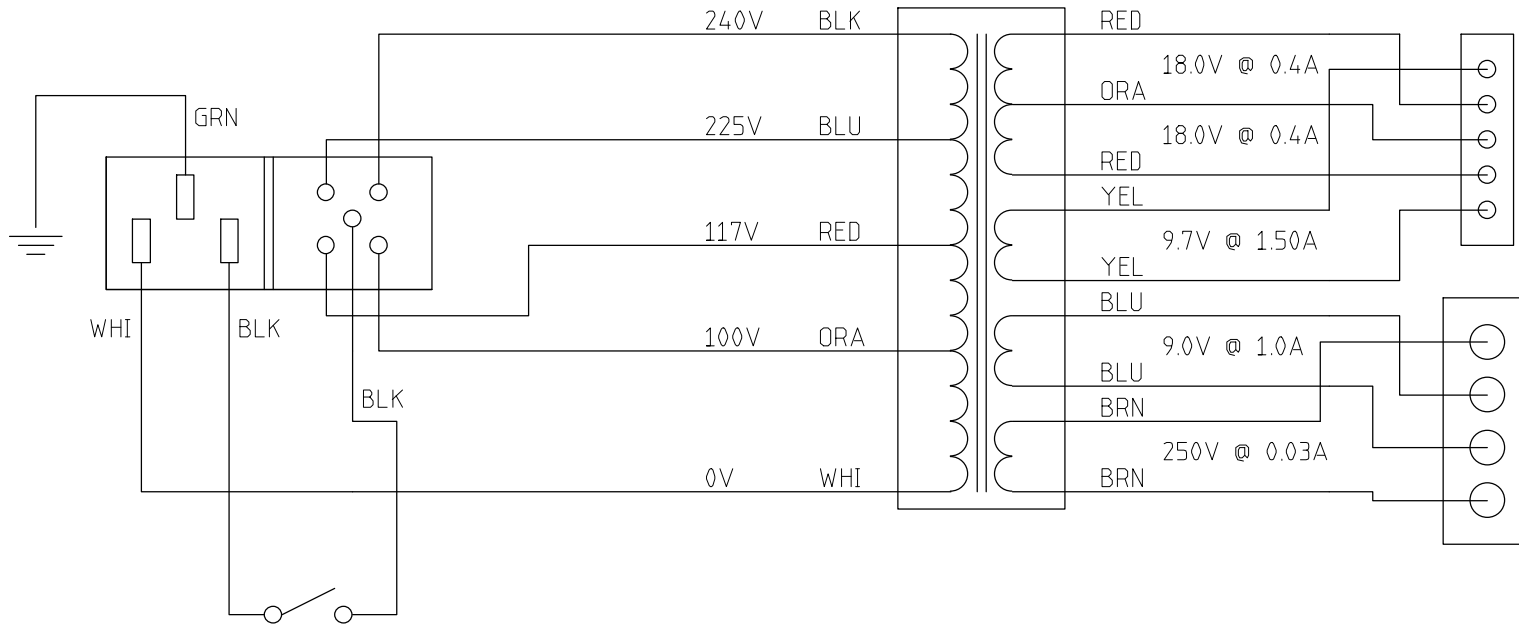 240V BLK
RED
18.0V @ 0.4A
ORA
GRN
225V BLU
18.0V @ 0.4A
RED
YEL
117V RED
9.7V @ 1.50A
YEL
BLU
WHI
BLK
100V ORA
9.0V @ 1.0A
BLU
BLK
BRN
250V @ 0.03A
0V WHI
BRN